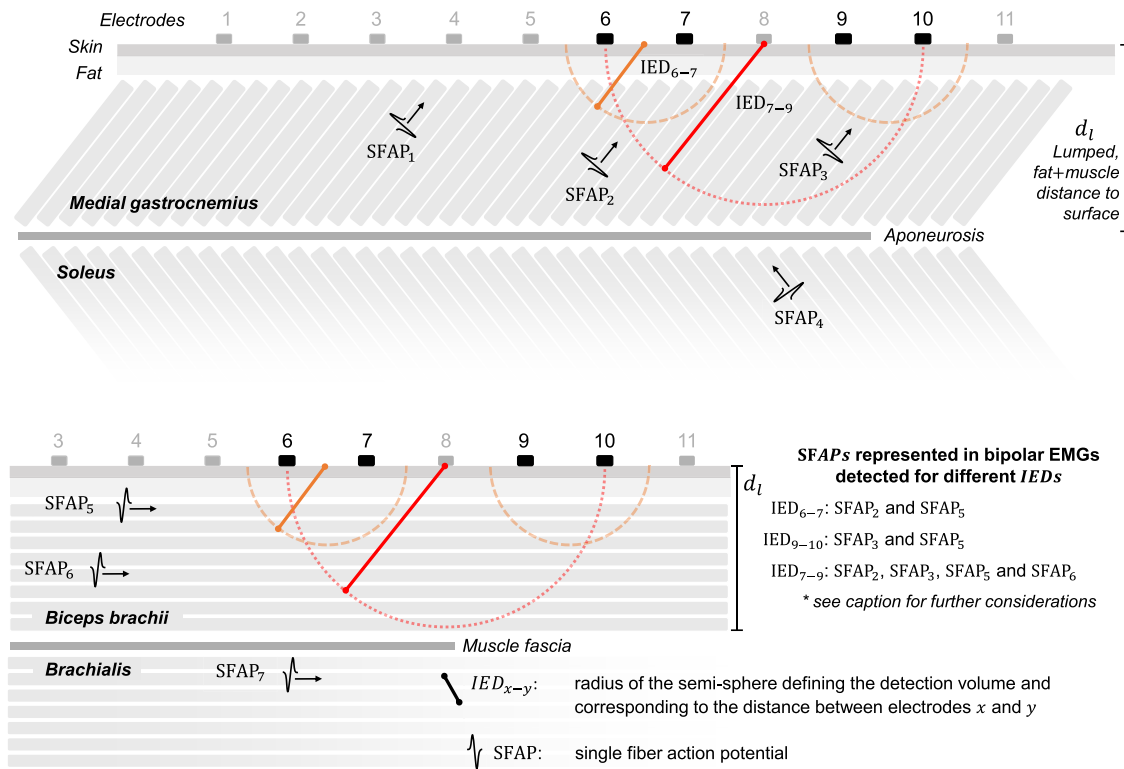 Electrodes 1 2 3 4 5 6 7 8 9 10 11
Skin
Fat
IED6–7
IED7–9
SFAP1
SFAP2
SFAP3
dl
Lumped,
fat+muscle
distance to
surface
Medial gastrocnemius
Aponeurosis
Soleus
SFAP4
3 4 5 6 7 8 9 10 11
SFAP5
SFAP6
dl
Biceps brachii
Muscle fascia
Brachialis
SFAP7
SFAPs represented in bipolar EMGs
detected for different IEDs
IED6–7: SFAP2 and SFAP5
IED9–10: SFAP3 and SFAP5
IED7–9: SFAP2, SFAP3, SFAP5 and SFAP6
* see caption for further considerations
IEDx–y: radius of the semi-sphere defining the detection volume and
corresponding to the distance between electrodes x and y
SFAP: single fiber action potential